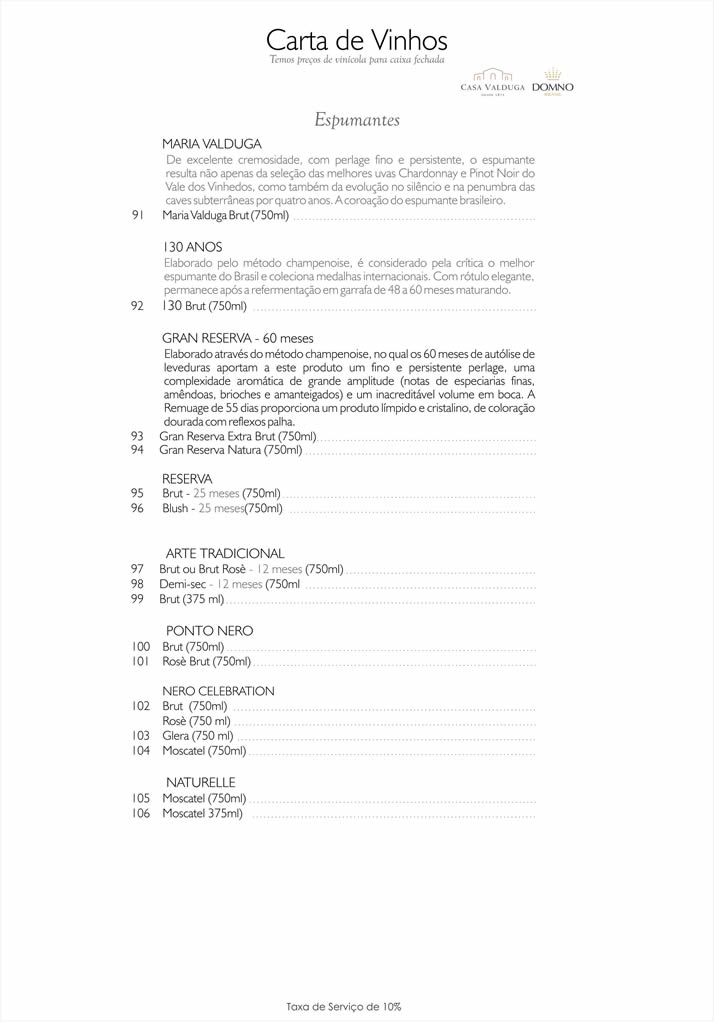 Carta de Vinhos
Temos preços de vinícola para caixa fechada
CASA VALDUGA DOMNO
Espumantes
MARIA VALDUGA
De excelente cremosidade, com perlage fino e persistente, o espumante
resulta não apenas da seleção das melhores uvas Chardonnay e Pinot Noir do
Vale dos Vinhedos, como também da evolução no silêncio e na penumbra das
caves subterrâneas por quatro anos. A coroação do espumante brasileiro.
91 Maria Valduga Brut (750ml)
130 ANOS
Elaborado pelo método champenoise, é considerado pela crítica o melhor
espumante do Brasil e coleciona medalhas internacionais. Com rótulo elegante,
permanece após a refermentação em garrafa de 48 a 60 meses maturando.
92 130 Brut (750ml)
GRAN RESERVA - 60 meses
Elaborado através do método champenoise, no qual os 60 meses de autólise de
leveduras aportam a este produto um fino e persistente perlage, uma
complexidade aromática de grande amplitude (notas de especiarias finas,
amêndoas, brioches e amanteigados) e um inacreditável volume em boca. A
Remuage de 55 dias proporciona um produto límpido e cristalino, de coloração
dourada com reflexos palha.
93 Gran Reserva Extra Brut (750ml)
94 Gran Reserva Natura (750ml)
RESERVA
95 Brut - 25 meses (750ml)
96 Blush - 25 meses(750ml)
ARTE TRADICIONAL
97 Brut ou Brut Rosè - 12 meses (750ml)
98 Demi-sec - 12 meses (750ml
99 Brut (375 ml)
PONTO NERO
100 Brut (750ml)
101 Rosè Brut (750ml)
NERO CELEBRATION
102 Brut (750ml)
Rosè (750 ml)
103 Glera (750 ml)
104 Moscatel (750ml)
NATURELLE
105 Moscatel (750ml)
106 Moscatel 375ml)
Taxa de Serviço de 10%